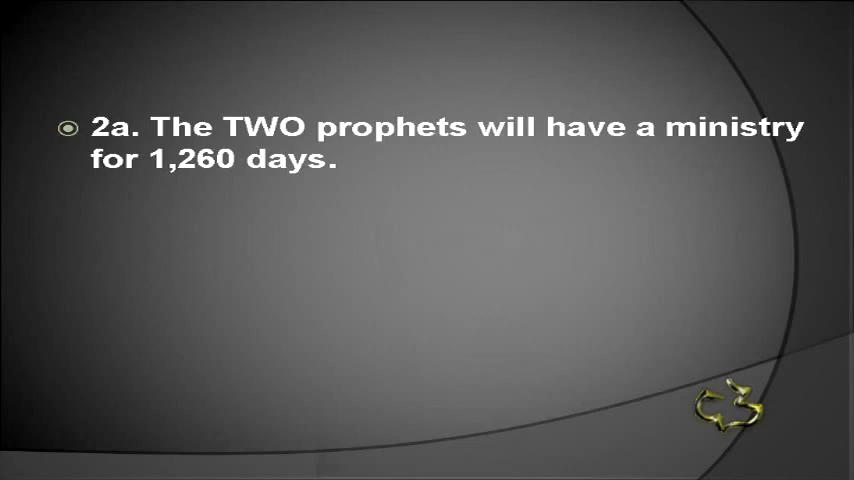 2a. The TWO prophets will have a ministry
for 1,260 days.